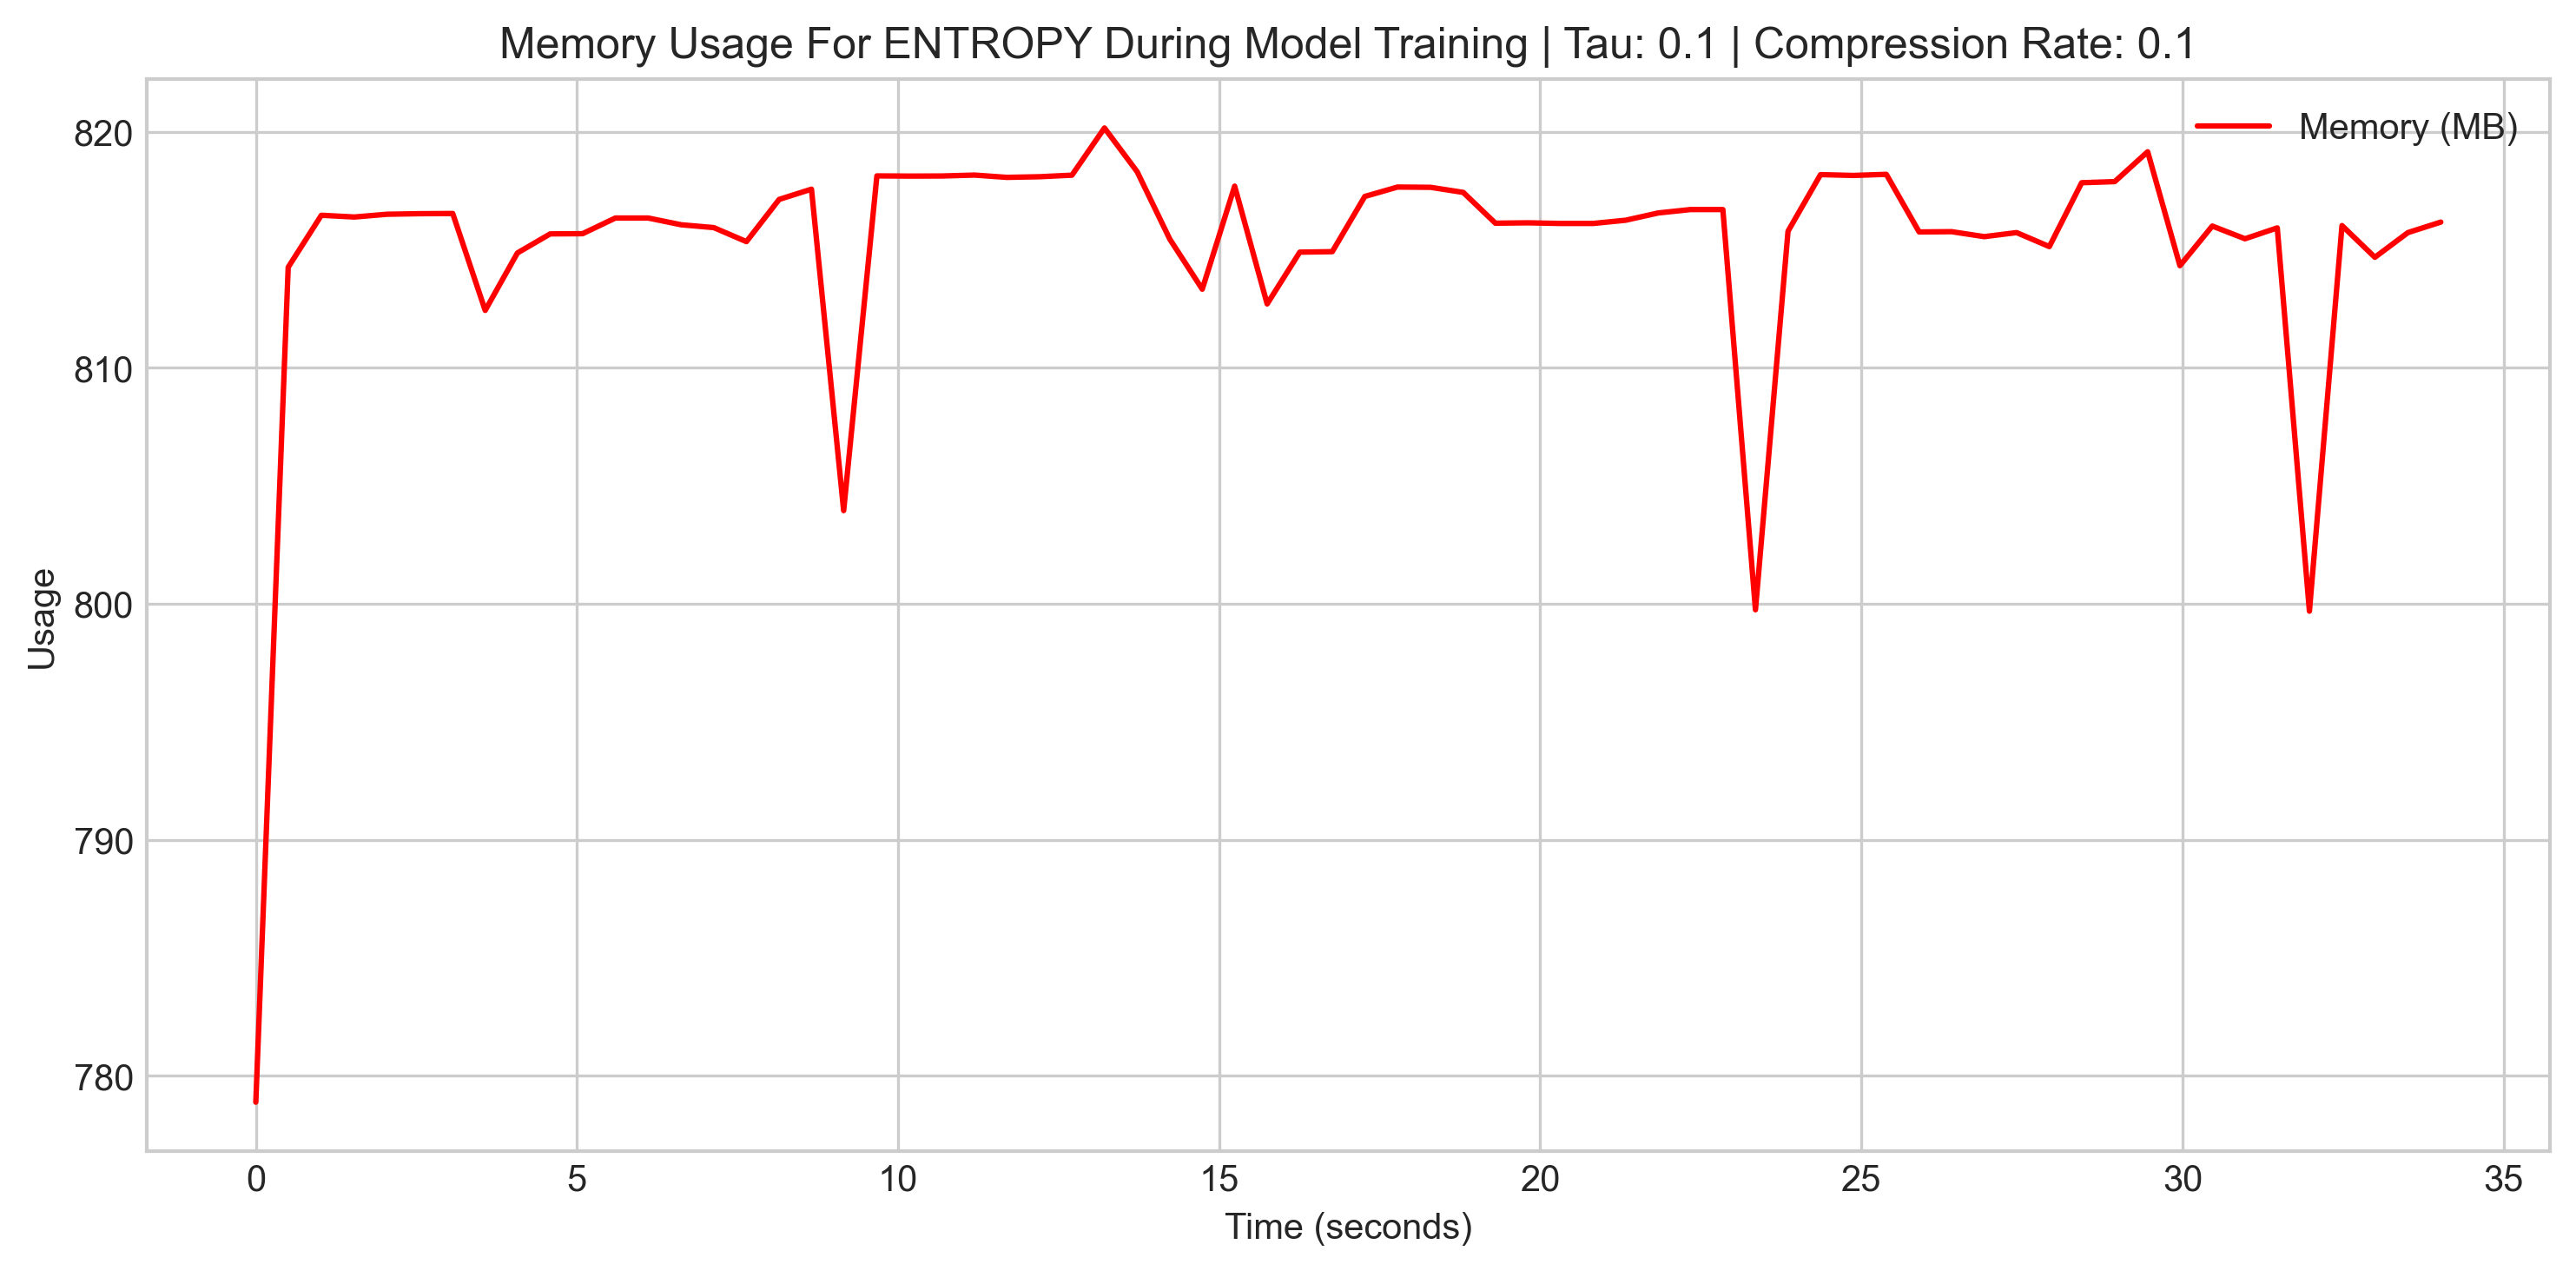 Memory Usage For ENTROPY During Model Training | Tau: 0.1 | Compression Rate: 0.1
Memory (MB)
820
810
800
790
780
Usage
0 5 10 15 20 25 30 35
Time (seconds)